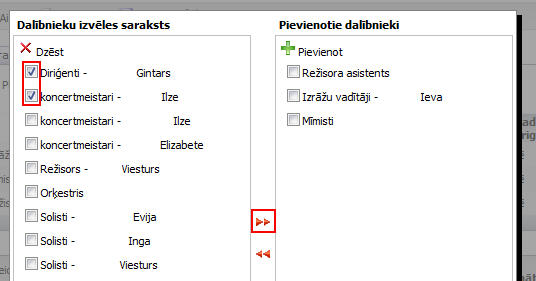 Dalībnieku izvēles saraksts
Dzēst
Diriģenti - Gintars
koncertmeistari - Ilze
koncertmeistari - Ilze
koncertmeistari - Elizabete
Režisors - Viesturs
Orķestris
Solisti - Evija
Solisti - Inga
Solisti - Viesturs
Pievienotie dalībnieki
Pievienot
Režisora asistents
Izrāžu vadītāji - Ieva
Mīmisti